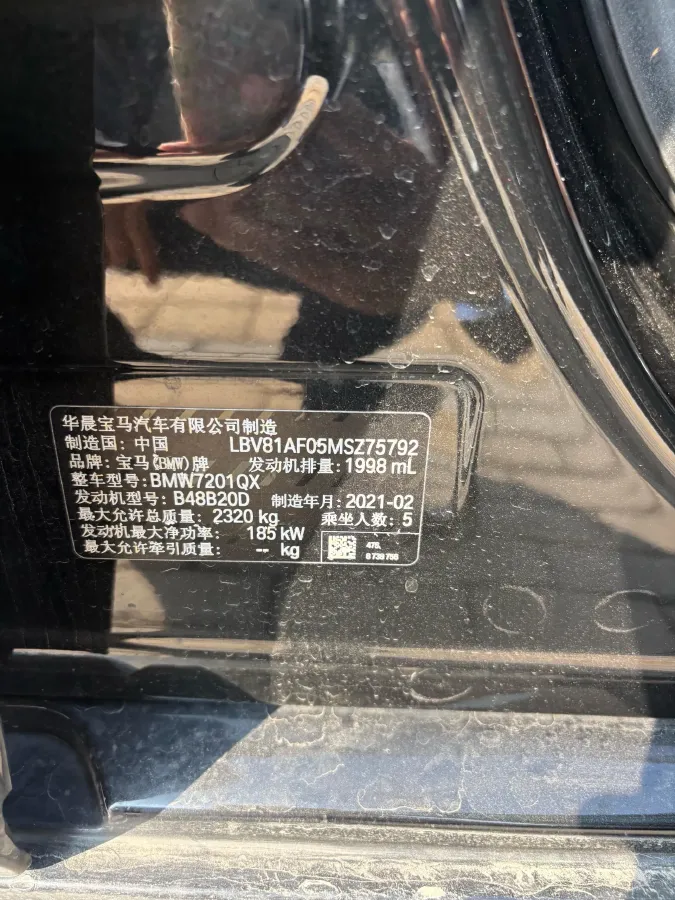 华晨宝马汽车有限公司制造
制造国: 中国 LBV81AF05MSZ75792
品牌: 宝马(BMW)牌 发动机排量: 1998 mL
整车型号: BMW7201QX
发动机型号: B48B20D 制造年月: 2021-02
最大允许总质量: 2320 kg 乘坐人数: 5
发动机最大净功率: 185 kW
最大允许牵引质量: -- kg